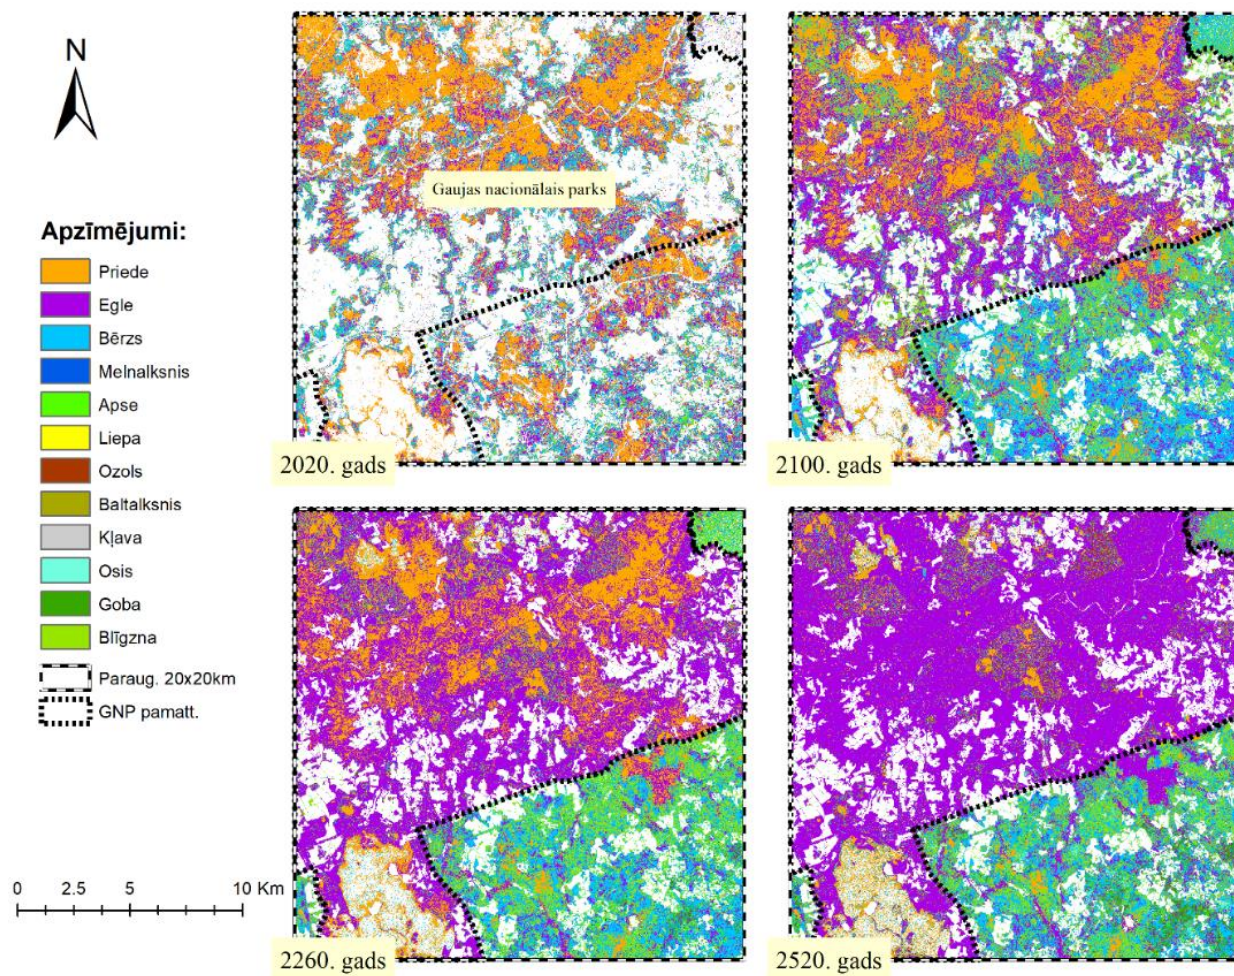 N
Apzīmējumi:
Priede
Egle
Bērzs
Melnalksnis
Apse
Liepa
Ozols
Baltalksnis
Kļava
Osis
Goba
Blīgzna
Paraug. 20x20km
GNP pamatt.
0 2.5 5 10 Km
Gaujas nacionālais parks
2020. gads
2100. gads
2260. gads
2520. gads